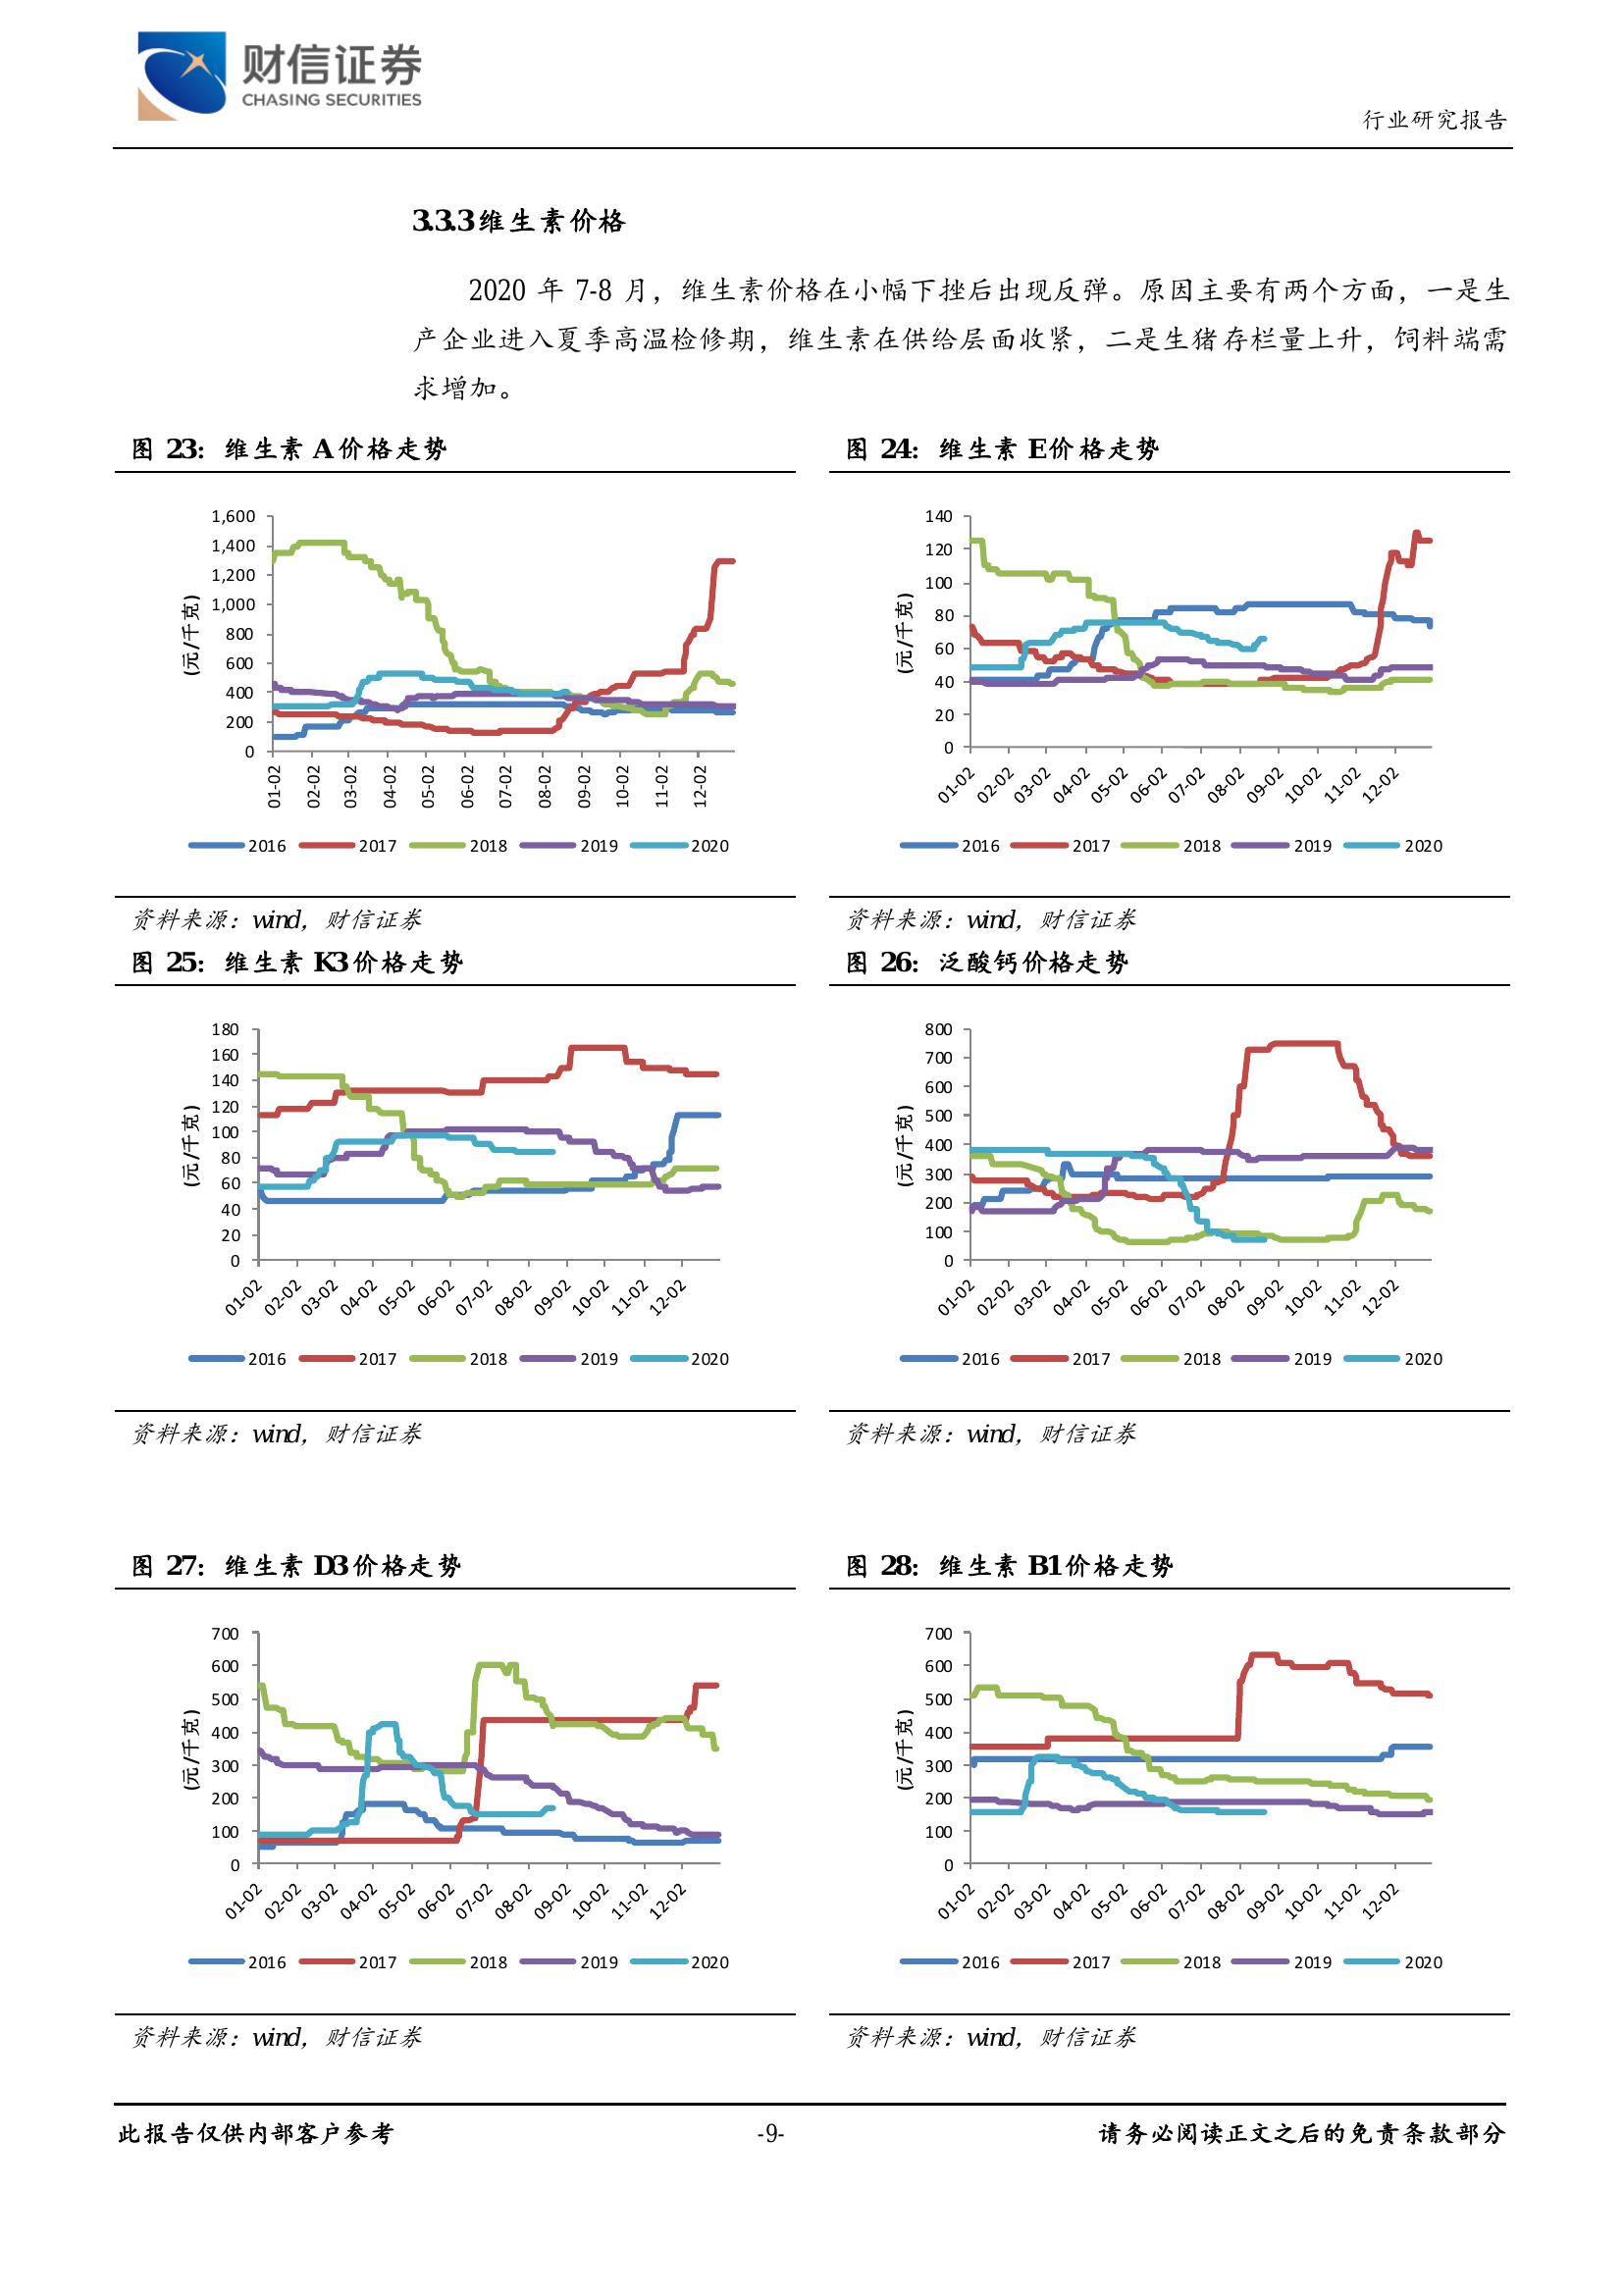 财信证券
CHASING SECURITIES
行业研究报告
3.3.3 维生素价格
2020 年 7-8 月，维生素价格在小幅下挫后出现反弹。原因主要有两个方面，一是生
产企业进入夏季高温检修期，维生素在供给层面收紧，二是生猪存栏量上升，饲料端需
求增加。
图 23：维生素 A 价格走势
(元/千克)
1,600
1,400
1,200
1,000
800
600
400
200
0
01-02 02-02 03-02 04-02 05-02 06-02 07-02 08-02 09-02 10-02 11-02 12-02
2016 2017 2018 2019 2020
资料来源：wind，财信证券
图 24：维生素 E 价格走势
(元/千克)
140
120
100
80
60
40
20
0
01-02 02-02 03-02 04-02 05-02 06-02 07-02 08-02 09-02 10-02 11-02 12-02
2016 2017 2018 2019 2020
资料来源：wind，财信证券
图 25：维生素 K3 价格走势
(元/千克)
180
160
140
120
100
80
60
40
20
0
01-02 02-02 03-02 04-02 05-02 06-02 07-02 08-02 09-02 10-02 11-02 12-02
2016 2017 2018 2019 2020
资料来源：wind，财信证券
图 26：泛酸钙价格走势
(元/千克)
800
700
600
500
400
300
200
100
0
01-02 02-02 03-02 04-02 05-02 06-02 07-02 08-02 09-02 10-02 11-02 12-02
2016 2017 2018 2019 2020
资料来源：wind，财信证券
图 27：维生素 D3 价格走势
(元/千克)
700
600
500
400
300
200
100
0
01-02 02-02 03-02 04-02 05-02 06-02 07-02 08-02 09-02 10-02 11-02 12-02
2016 2017 2018 2019 2020
资料来源：wind，财信证券
图 28：维生素 B1 价格走势
(元/千克)
700
600
500
400
300
200
100
0
01-02 02-02 03-02 04-02 05-02 06-02 07-02 08-02 09-02 10-02 11-02 12-02
2016 2017 2018 2019 2020
资料来源：wind，财信证券
此报告仅供内部客户参考
-9-
请务必阅读正文之后的免责条款部分